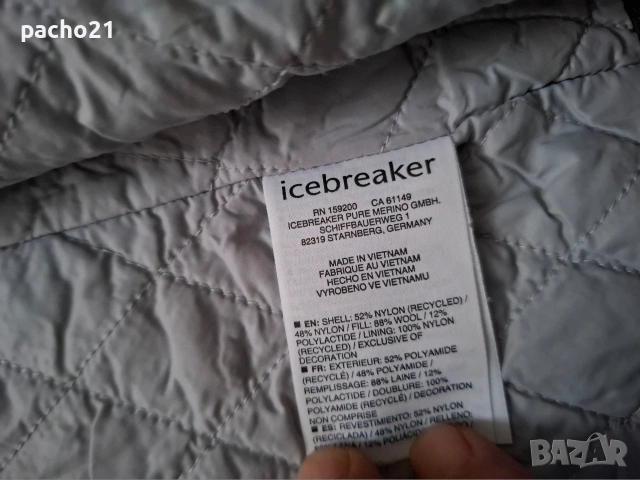 pacho21
icebreaker
RN 159200 CA 61149
ICEBREAKER PURE MERINO GMBH.
SCHIFFBAUERWEG 1
82319 STARNBERG, GERMANY
MADE IN VIETNAM
FABRIQUE AU VIETNAM
HECHO EN VIETNAM
VYROBENO VE VIETNAMU
■ EN: SHELL: 52% NYLON (RECYCLED) /
48% NYLON / FILL: 88% WOOL / 12%
POLYLACTIDE / LINING: 100% NYLON
(RECYCLED) / EXCLUSIVE OF
DECORATION
■ FR: EXTERIEUR: 52% POLYAMIDE
(RECYCLÉ) / 48% POLYAMIDE /
REMPLISSAGE: 88% LAINE / 12%
POLYLACTIDE / DOUBLURE: 100%
POLYAMIDE (RECYCLÉ) / DECORATION
NON COMPRISE
■ ES: REVESTIMIENTO: 52% NYLON
(RECICLADA) / 48% NYLON / RELLENO:
LANA / 12%
BAZAR